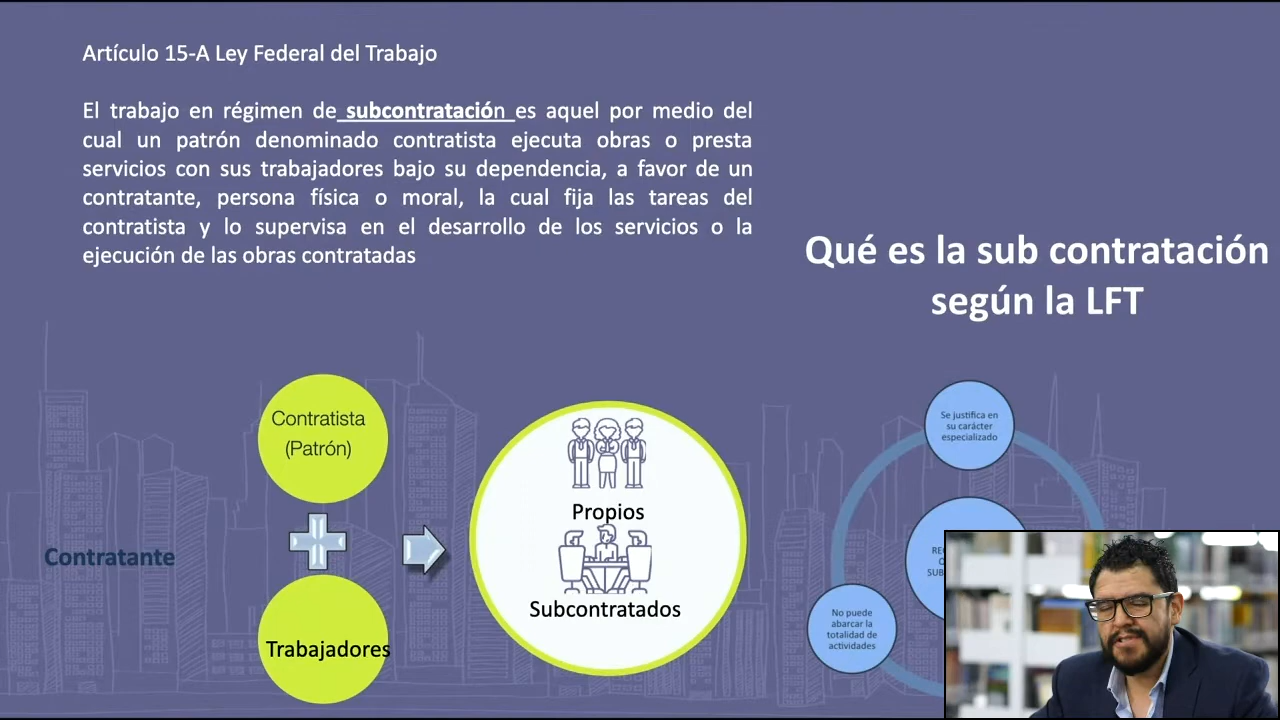 Artículo 15-A Ley Federal del Trabajo
El trabajo en régimen de subcontratación es aquel por medio del
cual un patrón denominado contratista ejecuta obras o presta
servicios con sus trabajadores bajo su dependencia, a favor de un
contratante, persona física o moral, la cual fija las tareas del
contratista y lo supervisa en el desarrollo de los servicios o la
ejecución de las obras contratadas
Qué es la sub contratación
según la LFT
Contratante
Contratista
(Patrón)
Trabajadores
Propios
Subcontratados
Se justifica en
su carácter
especializado
No puede
abarcar la
totalidad de
actividades